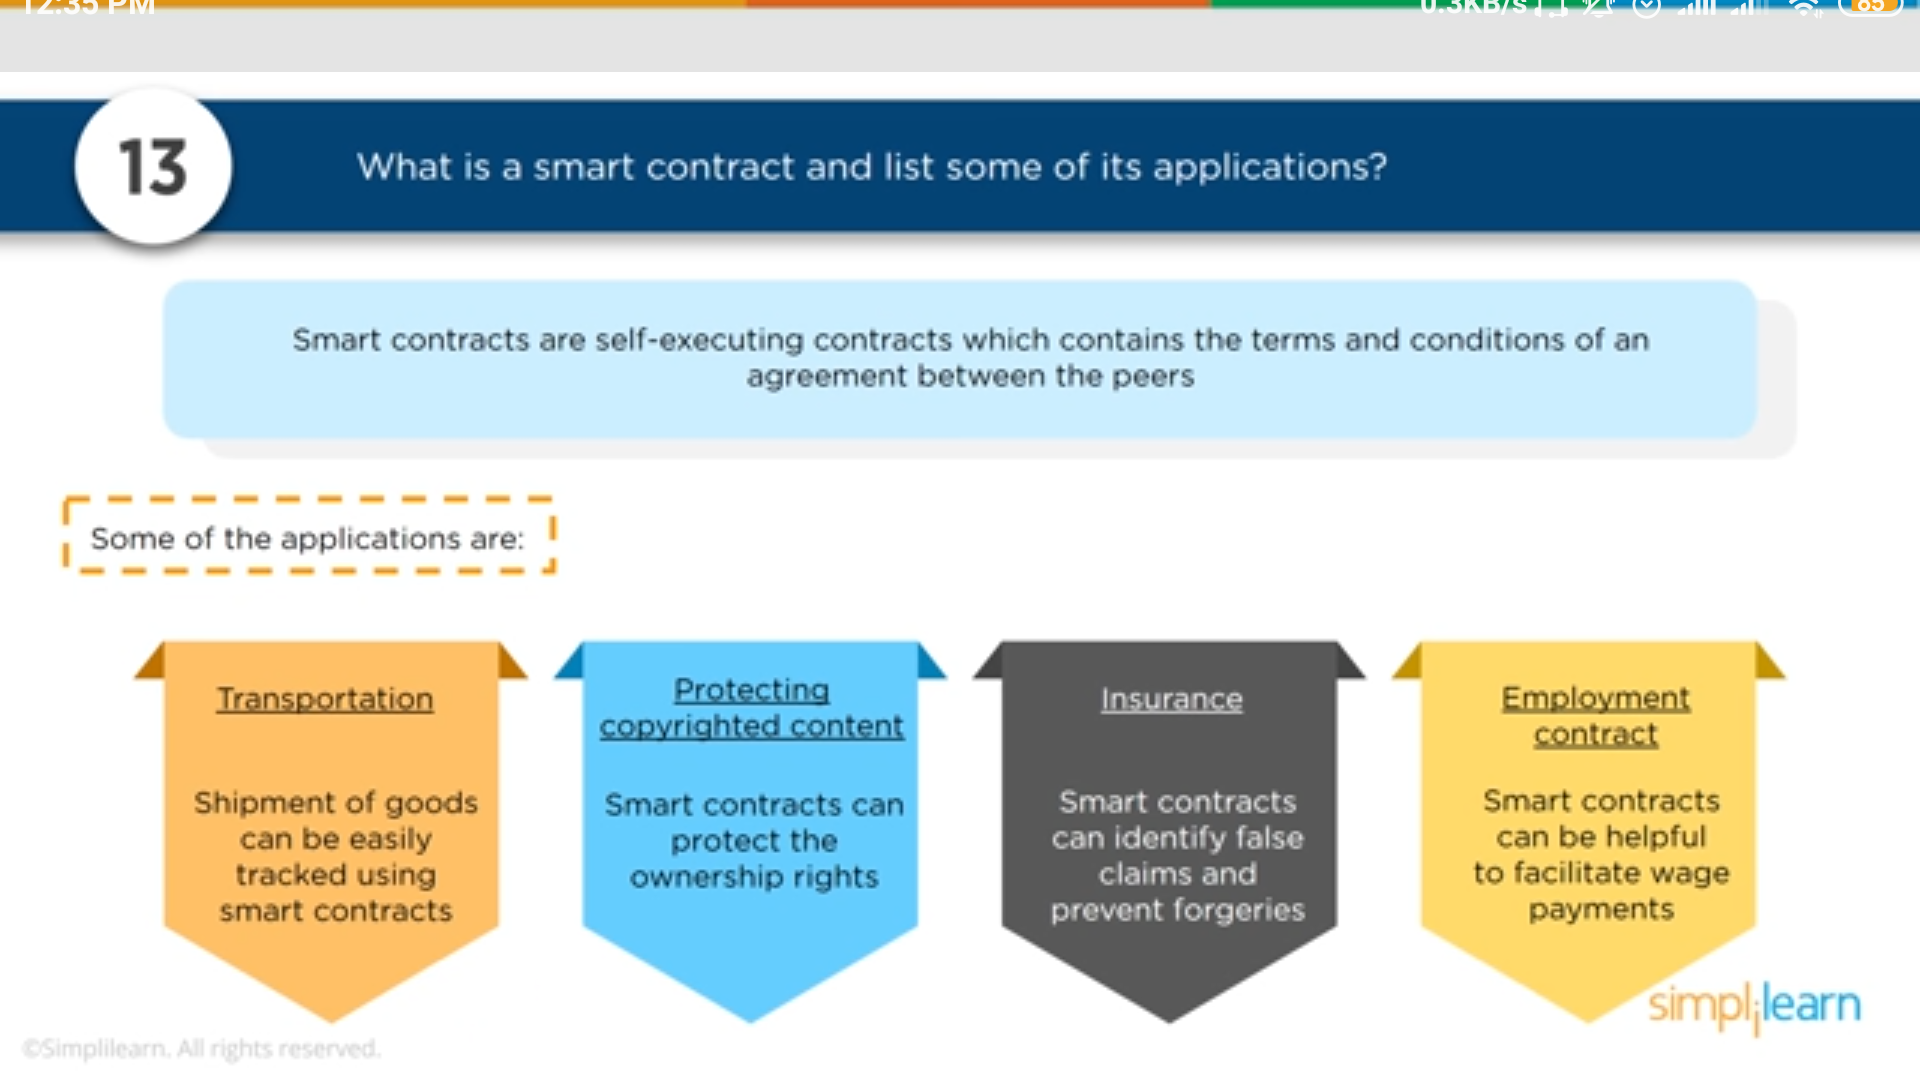 12:35 PM
0.3KB/s
85
13
What is a smart contract and list some of its applications?
Smart contracts are self-executing contracts which contains the terms and conditions of an
agreement between the peers
Some of the applications are:
Transportation
Shipment of goods
can be easily
tracked using
smart contracts
Protecting
copyrighted content
Smart contracts can
protect the
ownership rights
Insurance
Smart contracts
can identify false
claims and
prevent forgeries
Employment
contract
Smart contracts
can be helpful
to facilitate wage
payments
simplilearn
©Simplilearn. All rights reserved.